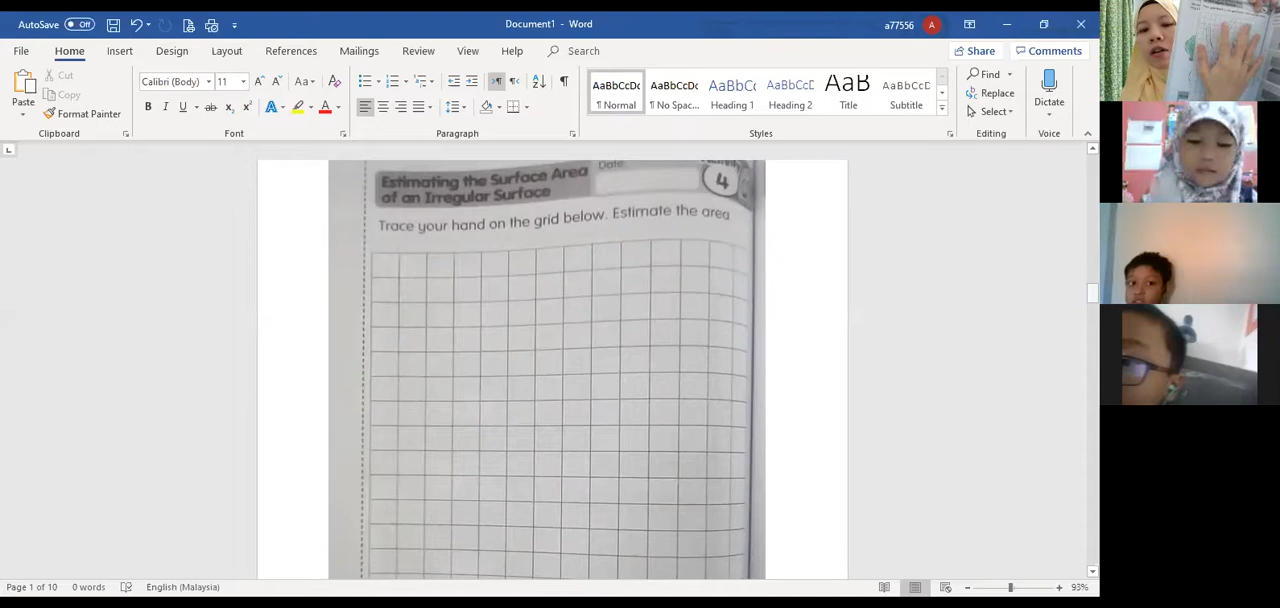 AutoSave Off Document1 - Word a77556 A
File Home Insert Design Layout References Mailings Review View Help Search Share Comments
Paste Cut Copy Format Painter Clipboard
Calibri (Body) 11 Aa
B I U ab x₂ x² A A Font
Paragraph
AaBbCcDc AaBbCcDc AaBbCc AaBbCcD AaB AaBbCcD
¶ Normal ¶ No Spac... Heading 1 Heading Title Subtitle
Styles
Find Replace Select Editing
Dictate Voice
Estimating the Surface Area
of an Irregular Surface
Date:
4
Trace your hand on the grid below. Estimate the area
Page 1 of 10 0 words English (Malaysia) 93%